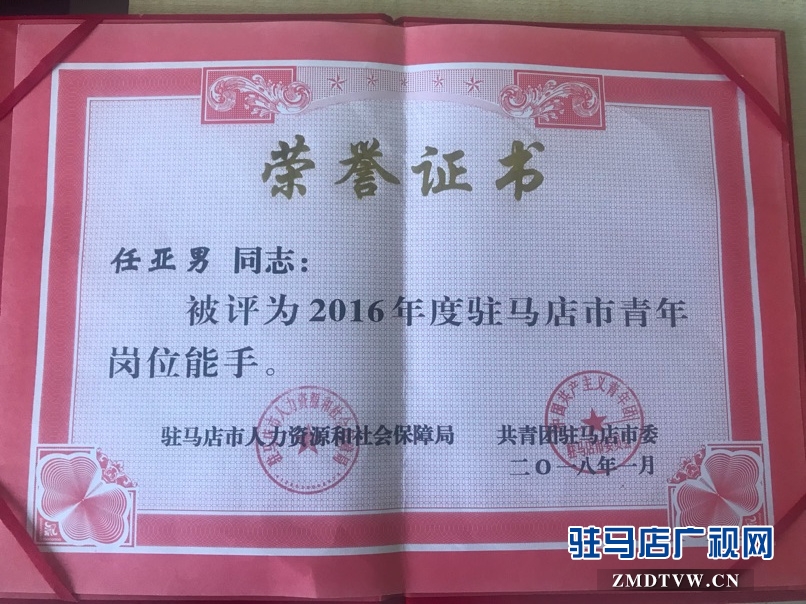 荣誉证书
任亚男 同志：
被评为2016年度驻马店市青年
岗位能手。
驻马店市人力资源和社会保障局 共青团驻马店市委
二〇一八年一月
驻马店广视网
ZMDTVW.CN